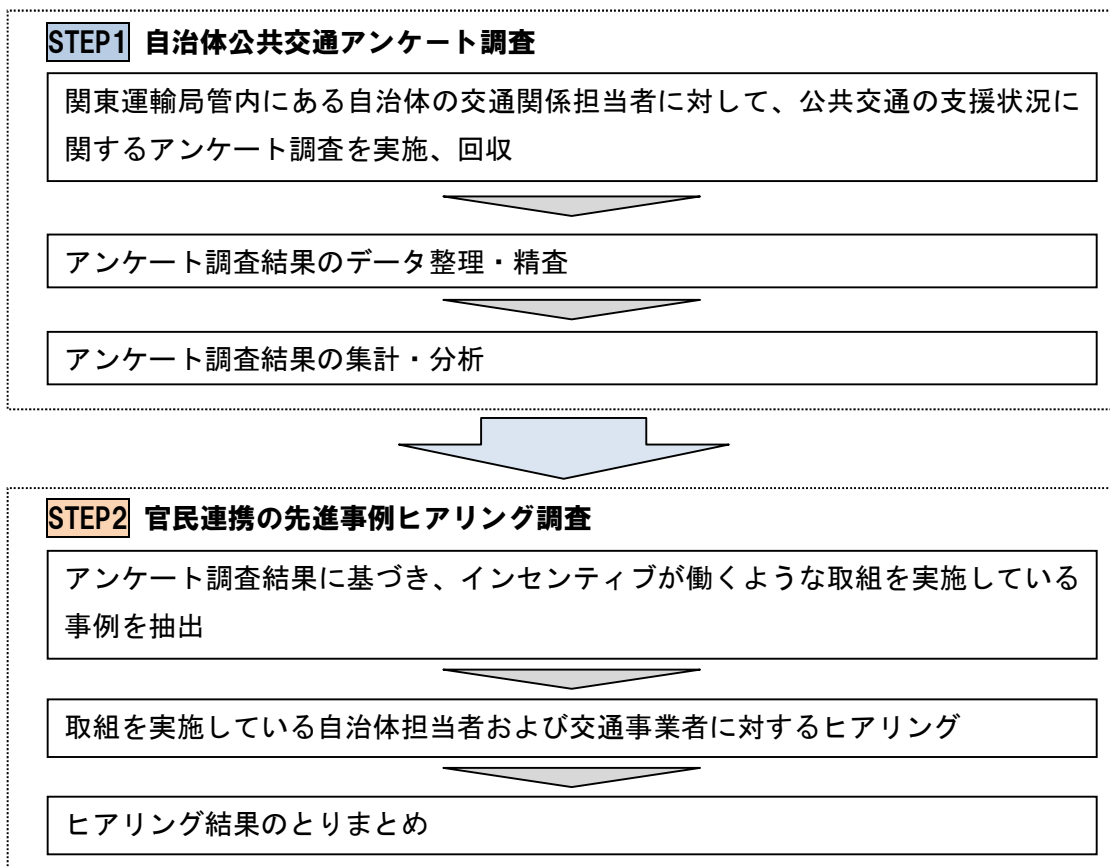 STEP1 自治体公共交通アンケート調査
関東運輸局管内にある自治体の交通関係担当者に対して、公共交通の支援状況に
関するアンケート調査を実施、回収
アンケート調査結果のデータ整理・精査
アンケート調査結果の集計・分析
STEP2 官民連携の先進事例ヒアリング調査
アンケート調査結果に基づき、インセンティブが働くような取組を実施している
事例を抽出
取組を実施している自治体担当者および交通事業者に対するヒアリング
ヒアリング結果のとりまとめ